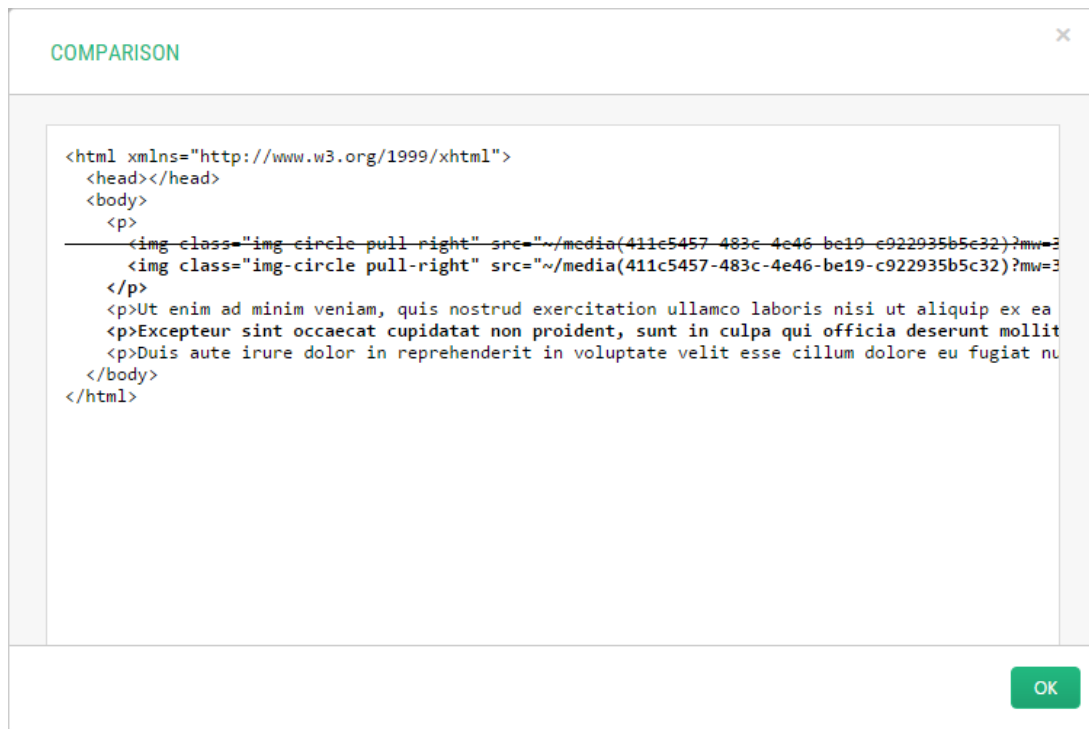 COMPARISON
×
<html xmlns="http://www.w3.org/1999/xhtml">
<head></head>
<body>
<p>
<img class="img-circle pull-right" src="~/media(411c5457-483c-4e46-be19-c922935b5c32)?mw=3
<img class="img-circle pull-right" src="~/media(411c5457-483c-4e46-be19-c922935b5c32)?mw=3
</p>
<p>Ut enim ad minim veniam, quis nostrud exercitation ullamco laboris nisi ut aliquip ex ea
<p>Excepteur sint occaecat cupidatat non proident, sunt in culpa qui officia deserunt mollit
<p>Duis aute irure dolor in reprehenderit in voluptate velit esse cillum dolore eu fugiat nu
</body>
</html>
OK